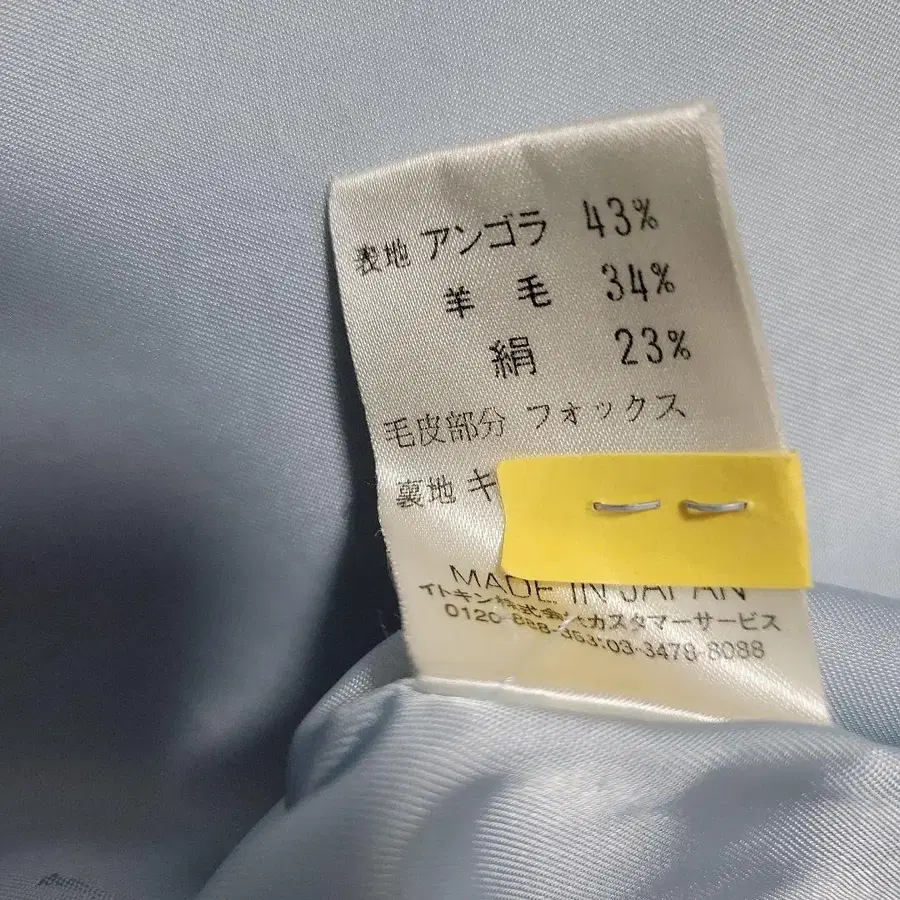 表地 アンゴラ 43%
羊毛 34%
絹 23%
毛皮部分 フォックス
裏地 キ
MADE IN JAPAN
イトキン株式会社カスタマーサービス
0120-888-363:03-3478-8088